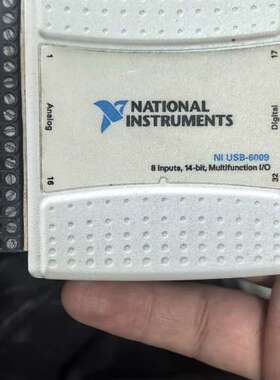 1
17
Analog
Digital
16
32
NATIONAL
INSTRUMENTS
NI USB-6009
8 Inputs, 14-bit, Multifunction I/O